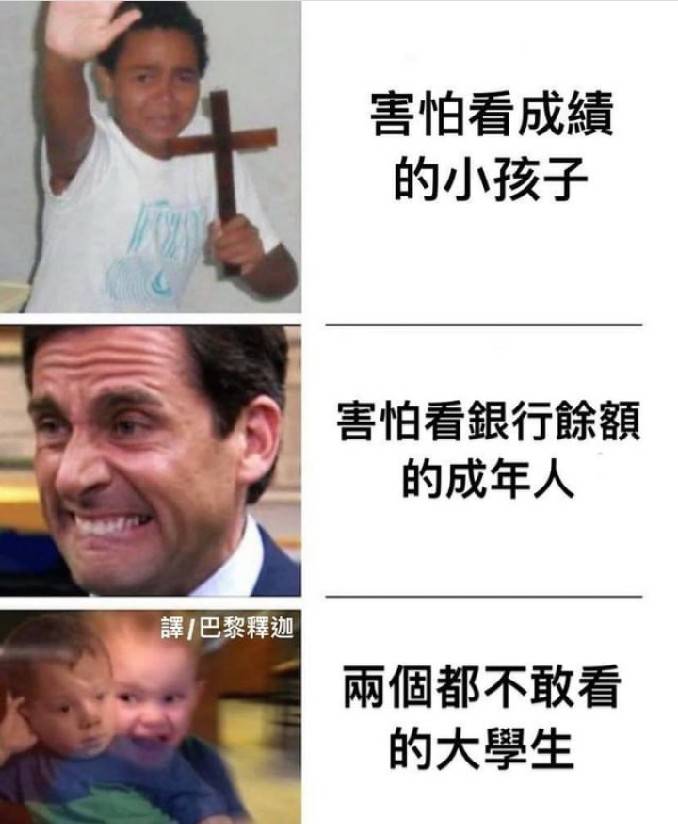 害怕看成績
的小孩子
害怕看銀行餘額
的成年人
譯/巴黎釋迦
兩個都不敢看
的大學生